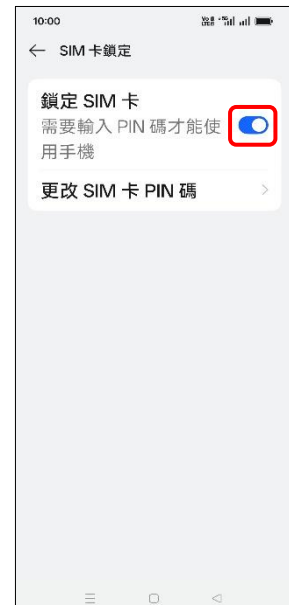 10:00
SIM 卡鎖定
鎖定 SIM 卡
需要輸入 PIN 碼才能使
用手機
更改 SIM 卡 PIN 碼